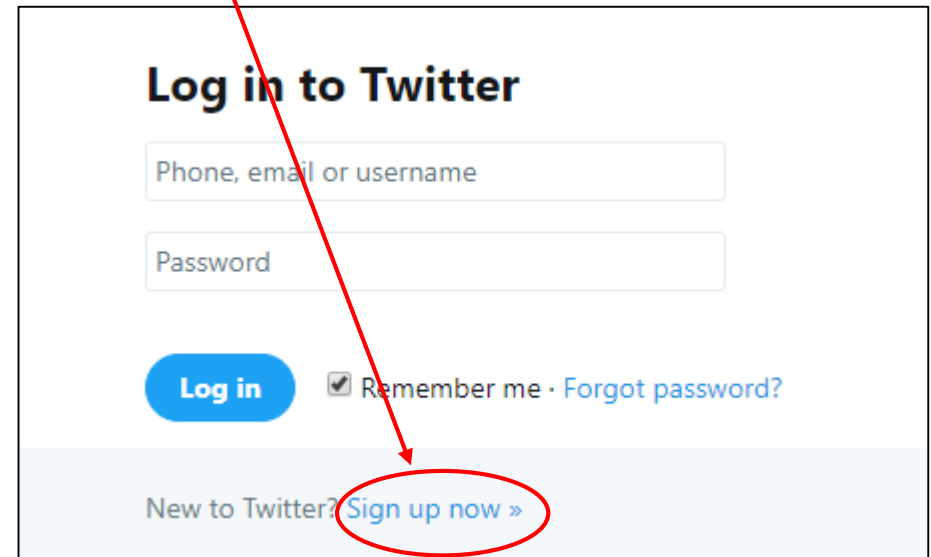 Log in to Twitter
Phone, email or username
Password
Log in Remember me · Forgot password?
New to Twitter? Sign up now »